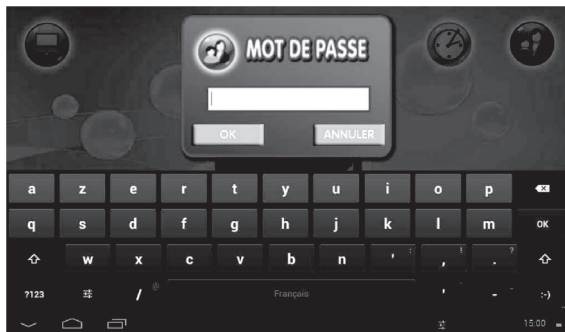 MOT DE PASSE
OK ANNULER
a z e r t y u i o p
q s d f g h j k l m OK
w x c v b n ' : , ! . ?
?123 / @ Français ' - :-)
15:00